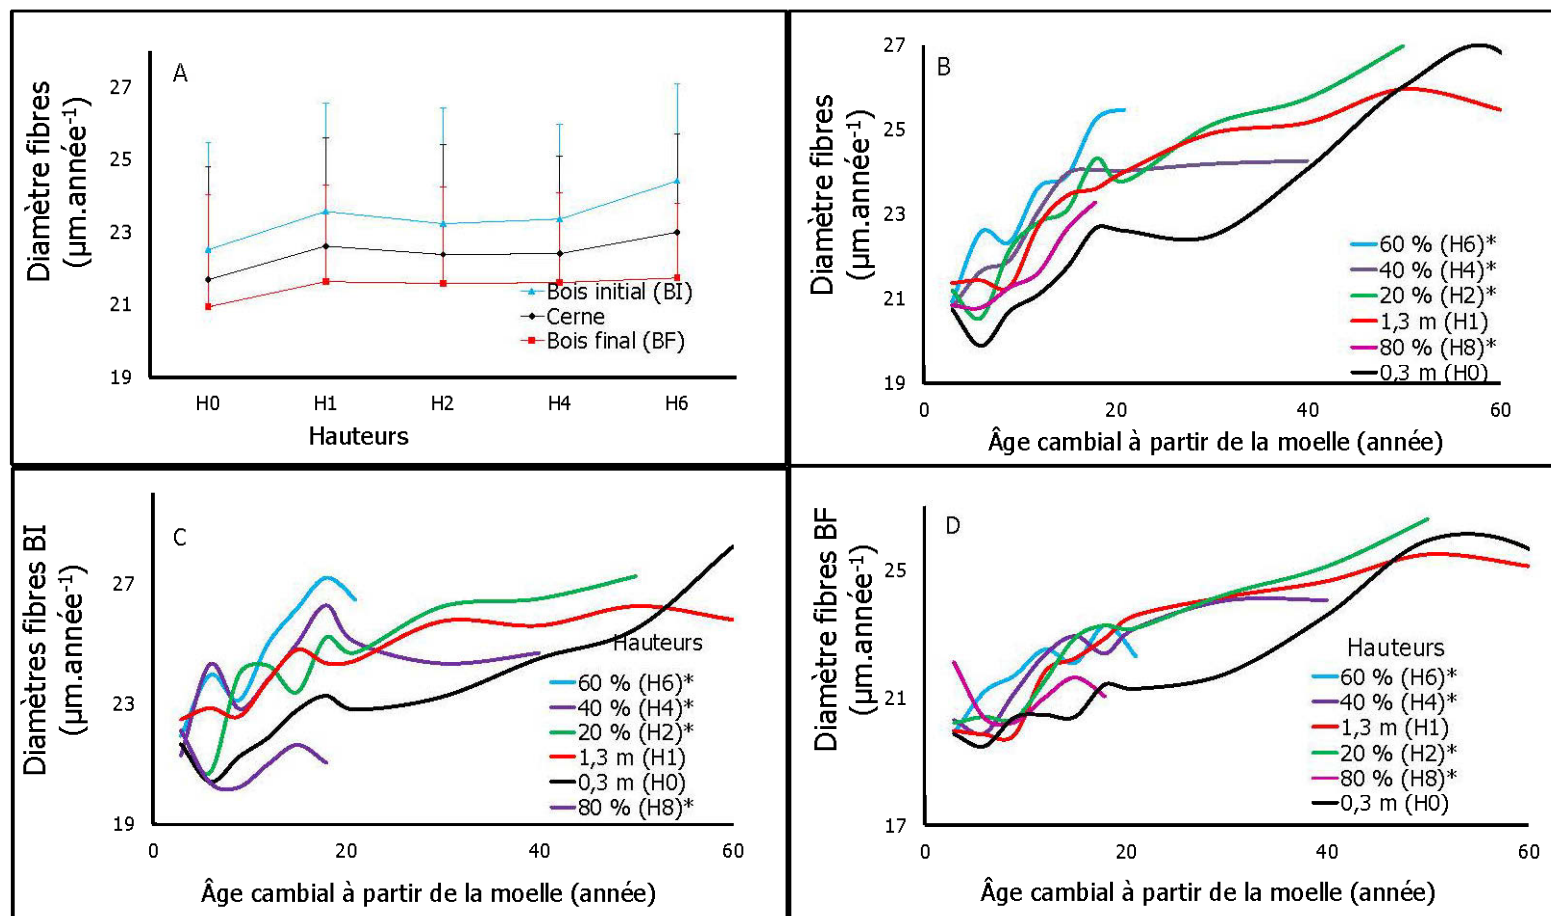 A
Diamètre fibres
(µm.année⁻¹)
27
25
23
21
19
Bois initial (BI)
Cerne
Bois final (BF)
H0 H1 H2 H4 H6
Hauteurs
B
Diamètre fibres
(µm.année⁻¹)
27
25
23
21
19
60 % (H6)*
40 % (H4)*
20 % (H2)*
1,3 m (H1)
80 % (H8)*
0,3 m (H0)
0 20 40 60
Âge cambial à partir de la moelle (année)
C
Diamètres fibres BI
(µm.année⁻¹)
27
23
19
Hauteurs
60 % (H6)*
40 % (H4)*
20 % (H2)*
1,3 m (H1)
0,3 m (H0)
80 % (H8)*
0 20 40 60
Âge cambial à partir de la moelle (année)
D
Diamètre fibres BF
(µm.année⁻¹)
25
21
17
Hauteurs
60 % (H6)*
40 % (H4)*
1,3 m (H1)
20 % (H2)*
80 % (H8)*
0,3 m (H0)
0 20 40 60
Âge cambial à partir de la moelle (année)